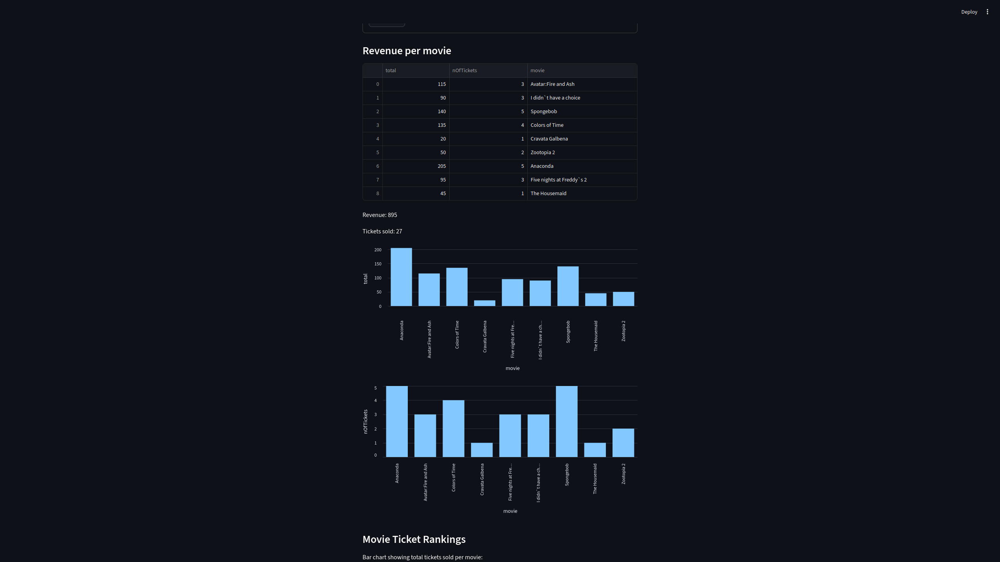 Deploy
Revenue per movie
total nOfTickets movie
0 115 3 Avatar:Fire and Ash
1 90 3 I didn`t have a choice
2 140 5 Spongebob
3 135 4 Colors of Time
4 20 1 Cravata Galbena
5 50 2 Zootopia 2
6 205 5 Anaconda
7 95 3 Five nights at Freddy`s 2
8 45 1 The Housemaid
Revenue: 895
Tickets sold: 27
200
150
100
50
0
total
Anaconda
Avatar:Fire and Ash
Colors of Time
Cravata Galbena
Five nights at Fre…
I didn`t have a ch…
Spongebob
The Housemaid
Zootopia 2
movie
5
4
3
2
1
0
nOfTickets
Anaconda
Avatar:Fire and Ash
Colors of Time
Cravata Galbena
Five nights at Fre…
I didn`t have a ch…
Spongebob
The Housemaid
Zootopia 2
movie
Movie Ticket Rankings
Bar chart showing total tickets sold per movie: